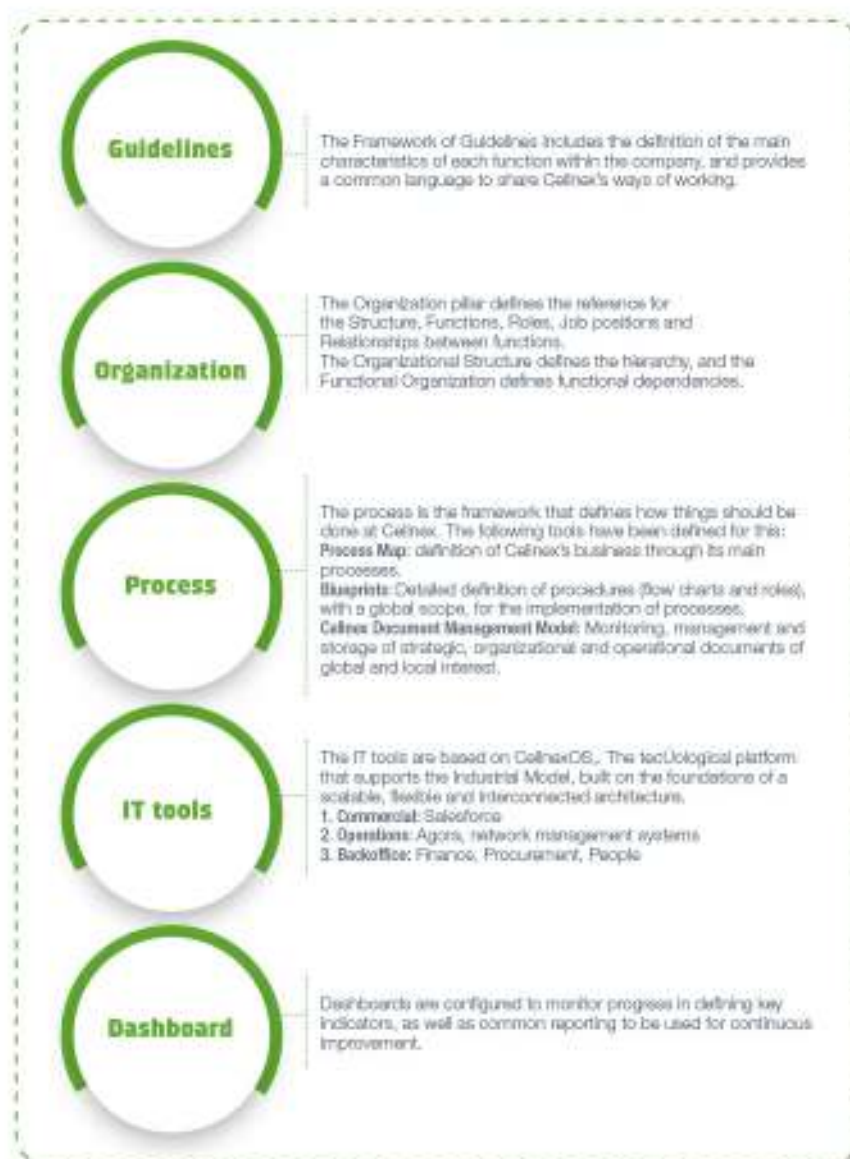 Guidelines
The Framework of Guidelines includes the definition of the main
characteristics of each function within the company, and provides
a common language to share Cellnex's ways of working.
Organization
The Organization pillar defines the reference for
the Structure, Functions, Roles, Job positions and
Relationships between functions.
The Organizational Structure defines the hierarchy, and the
Functional Organization defines functional dependencies.
Process
The process is the framework that defines how things should be
done at Cellnex. The following tools have been defined for this:
Process Map: definition of Cellnex's business through its main
processes.
Blueprints: Detailed definition of procedures (flow charts and roles),
with a global scope, for the implementation of processes.
Cellnex Document Management Model: Monitoring, management and
storage of strategic, organizational and operational documents of
global and local interest.
IT tools
The IT tools are based on CellnexOS,. The tecUological platform
that supports the Industrial Model, built on the foundations of a
scalable, flexible and interconnected architecture.
1. Commercial: Salesforce
2. Operations: Agora, network management systems
3. Backoffice: Finance, Procurement, People
Dashboard
Dashboards are configured to monitor progress in defining key
indicators, as well as common reporting to be used for continuous
improvement.